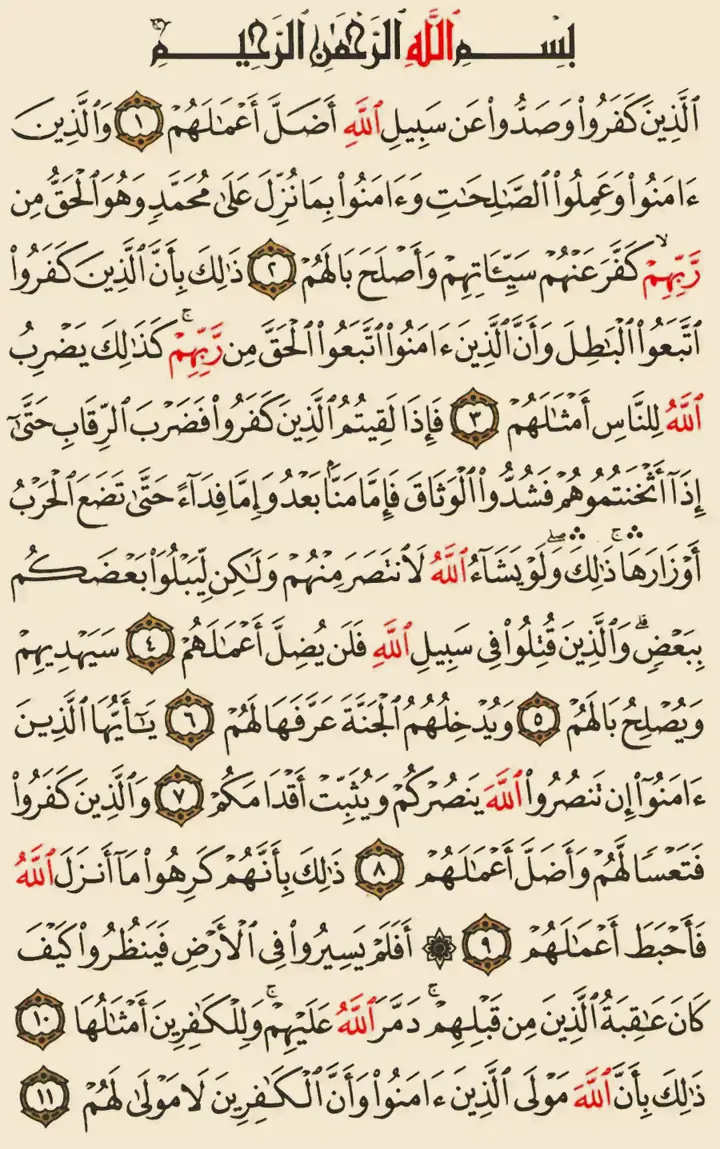 بِسْمِ ٱللَّهِ ٱلرَّحْمَٰنِ ٱلرَّحِيمِ
ٱلَّذِينَ كَفَرُوا۟ وَصَدُّوا۟ عَن سَبِيلِ ٱللَّهِ أَضَلَّ أَعْمَٰلَهُمْ ١ وَٱلَّذِينَ
ءَامَنُوا۟ وَعَمِلُوا۟ ٱلصَّٰلِحَٰتِ وَءَامَنُوا۟ بِمَا نُزِّلَ عَلَىٰ مُحَمَّدٍ وَهُوَ ٱلْحَقُّ مِن
رَّبِّهِمْ ۙ كَفَّرَ عَنْهُمْ سَيِّـَٔاتِهِمْ وَأَصْلَحَ بَالَهُمْ ٢ ذَٰلِكَ بِأَنَّ ٱلَّذِينَ كَفَرُوا۟
ٱتَّبَعُوا۟ ٱلْبَٰطِلَ وَأَنَّ ٱلَّذِينَ ءَامَنُوا۟ ٱتَّبَعُوا۟ ٱلْحَقَّ مِن رَّبِّهِمْ ۚ كَذَٰلِكَ يَضْرِبُ
ٱللَّهُ لِلنَّاسِ أَمْثَٰلَهُمْ ٣ فَإِذَا لَقِيتُمُ ٱلَّذِينَ كَفَرُوا۟ فَضَرْبَ ٱلرِّقَابِ حَتَّىٰٓ
إِذَآ أَثْخَنتُمُوهُمْ فَشُدُّوا۟ ٱلْوَثَاقَ فَإِمَّا مَنًّۢا بَعْدُ وَإِمَّا فِدَآءً حَتَّىٰ تَضَعَ ٱلْحَرْبُ
أَوْزَارَهَا ۚۛ ذَٰلِكَ ۖۛ وَلَوْ يَشَآءُ ٱللَّهُ لَٱنتَصَرَ مِنْهُمْ وَلَٰكِن لِّيَبْلُوَا۟ بَعْضَكُم
بِبَعْضٍ ۗ وَٱلَّذِينَ قُتِلُوا۟ فِى سَبِيلِ ٱللَّهِ فَلَن يُضِلَّ أَعْمَٰلَهُمْ ٤ سَيَهْدِيهِمْ
وَيُصْلِحُ بَالَهُمْ ٥ وَيُدْخِلُهُمُ ٱلْجَنَّةَ عَرَّفَهَا لَهُمْ ٦ يَٰٓأَيُّهَا ٱلَّذِينَ
ءَامَنُوٓا۟ إِن تَنصُرُوا۟ ٱللَّهَ يَنصُرْكُمْ وَيُثَبِّتْ أَقْدَامَكُمْ ٧ وَٱلَّذِينَ كَفَرُوا۟
فَتَعْسًا لَّهُمْ وَأَضَلَّ أَعْمَٰلَهُمْ ٨ ذَٰلِكَ بِأَنَّهُمْ كَرِهُوا۟ مَآ أَنزَلَ ٱللَّهُ
فَأَحْبَطَ أَعْمَٰلَهُمْ ٩ ۞ أَفَلَمْ يَسِيرُوا۟ فِى ٱلْأَرْضِ فَيَنظُرُوا۟ كَيْفَ
كَانَ عَٰقِبَةُ ٱلَّذِينَ مِن قَبْلِهِمْ ۚ دَمَّرَ ٱللَّهُ عَلَيْهِمْ ۚ وَلِلْكَٰفِرِينَ أَمْثَٰلُهَا ١٠
ذَٰلِكَ بِأَنَّ ٱللَّهَ مَوْلَى ٱلَّذِينَ ءَامَنُوا۟ وَأَنَّ ٱلْكَٰفِرِينَ لَا مَوْلَىٰ لَهُمْ ١١